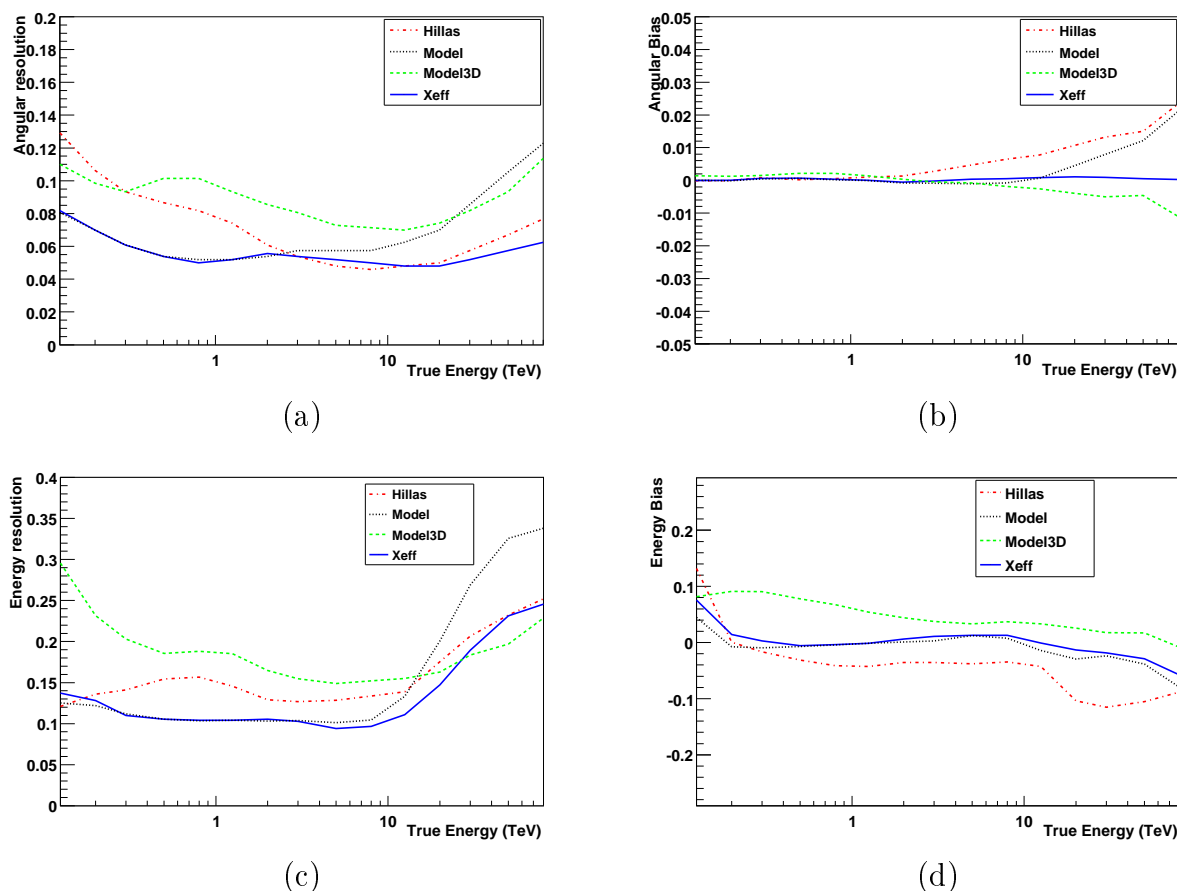 Angular resolution
0.2
0.18
0.16
0.14
0.12
0.1
0.08
0.06
0.04
0.02
0
Hillas
Model
Model3D
Xeff
1
10
True Energy (TeV)
(a)
Angular Bias
0.05
0.04
0.03
0.02
0.01
0
-0.01
-0.02
-0.03
-0.04
-0.05
Hillas
Model
Model3D
Xeff
1
10
True Energy (TeV)
(b)
Energy resolution
0.4
0.35
0.3
0.25
0.2
0.15
0.1
0.05
0
Hillas
Model
Model3D
Xeff
1
10
True Energy (TeV)
(c)
Energy Bias
0.2
0.1
0
-0.1
-0.2
Hillas
Model
Model3D
Xeff
1
10
True Energy (TeV)
(d)